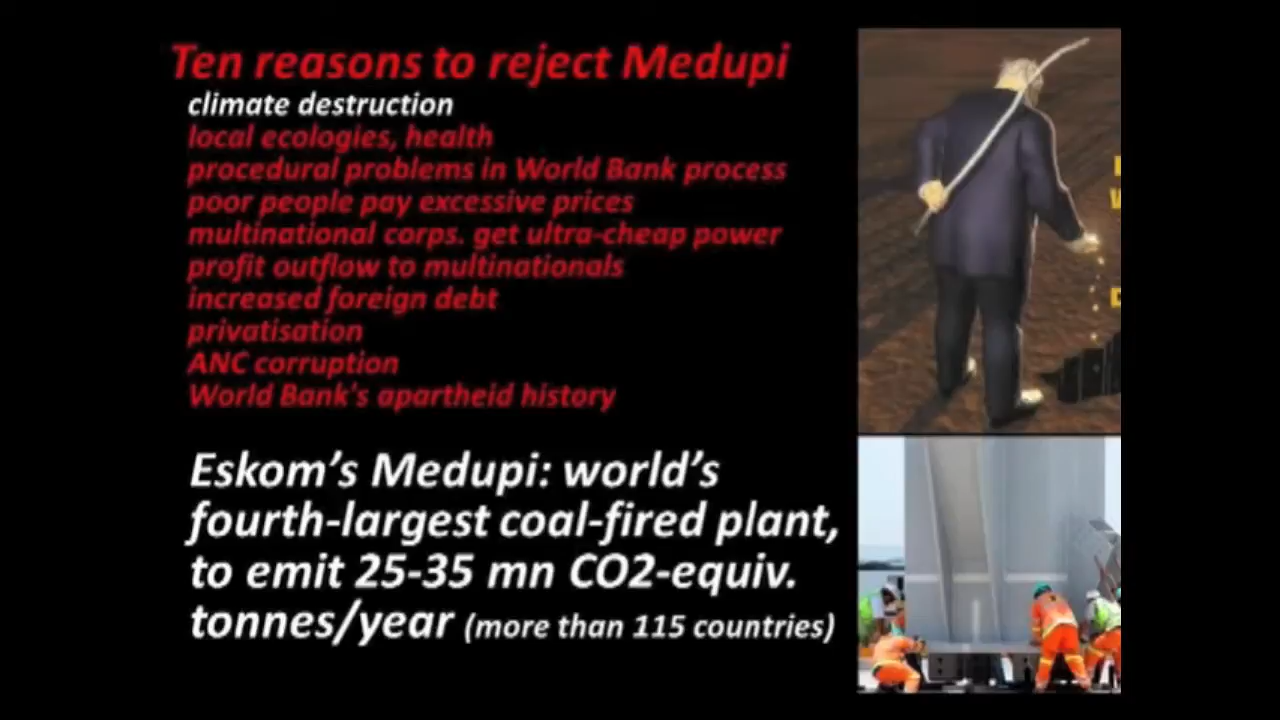 Ten reasons to reject Medupi
climate destruction
local ecologies, health
procedural problems in World Bank process
poor people pay excessive prices
multinational corps. get ultra-cheap power
profit outflow to multinationals
increased foreign debt
privatisation
ANC corruption
World Bank's apartheid history
Eskom’s Medupi: world’s
fourth-largest coal-fired plant,
to emit 25-35 mn CO2-equiv.
tonnes/year (more than 115 countries)